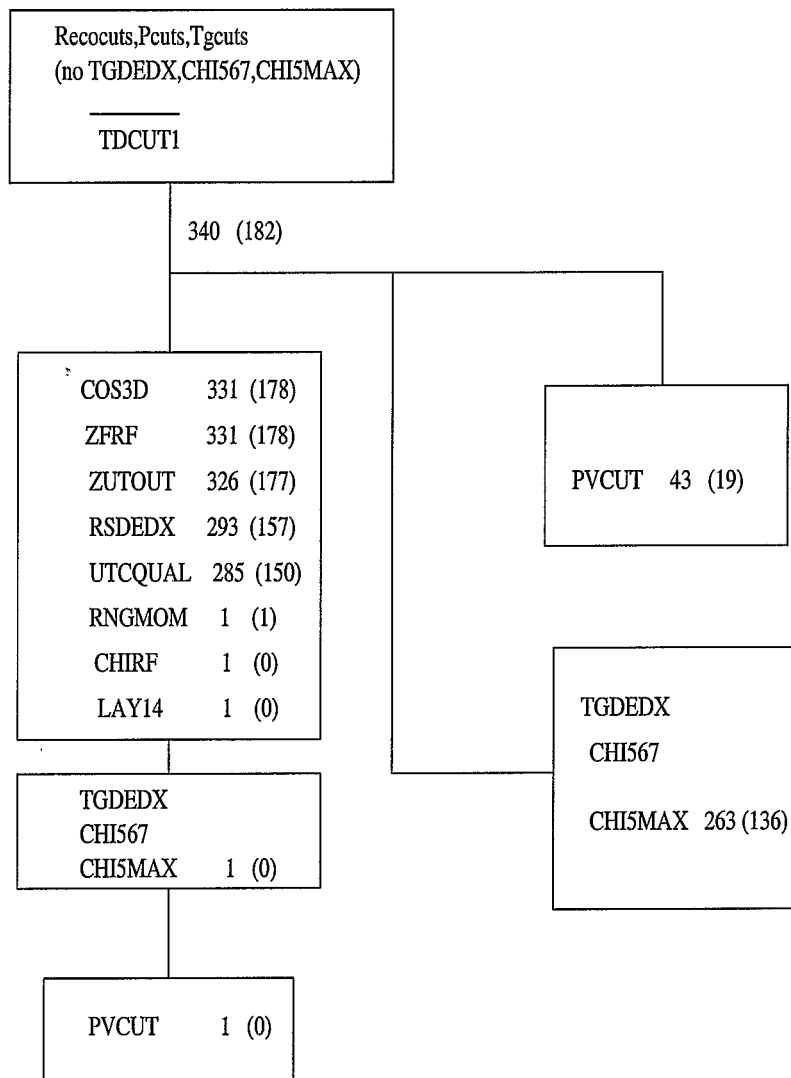 Recocuts,Pcuts,Tgcuts
(no TGDEDX,CHI567,CHI5MAX)
TDCUT1
340 (182)
COS3D 331 (178)
ZFRF 331 (178)
ZUTOUT 326 (177)
RSDEDX 293 (157)
UTCQUAL 285 (150)
RNGMOM 1 (1)
CHIRF 1 (0)
LAY14 1 (0)
PVCUT 43 (19)
TGDEDX
CHI567
CHI5MAX 263 (136)
TGDEDX
CHI567
CHI5MAX 1 (0)
PVCUT 1 (0)